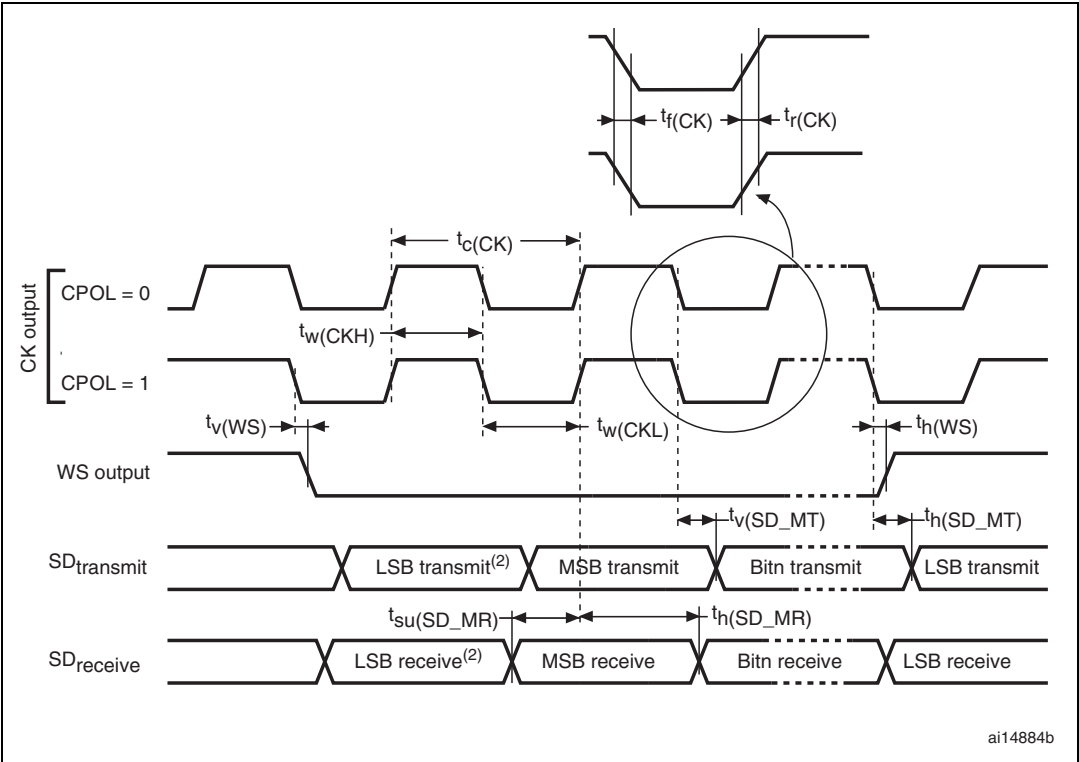 tf(CK)
tr(CK)
tc(CK)
CK output
CPOL = 0
tw(CKH)
CPOL = 1
tv(WS)
tw(CKL)
th(WS)
WS output
tv(SD_MT)
th(SD_MT)
SDtransmit
LSB transmit(2)
MSB transmit
Bitn transmit
LSB transmit
tsu(SD_MR)
th(SD_MR)
SDreceive
LSB receive(2)
MSB receive
Bitn receive
LSB receive
ai14884b